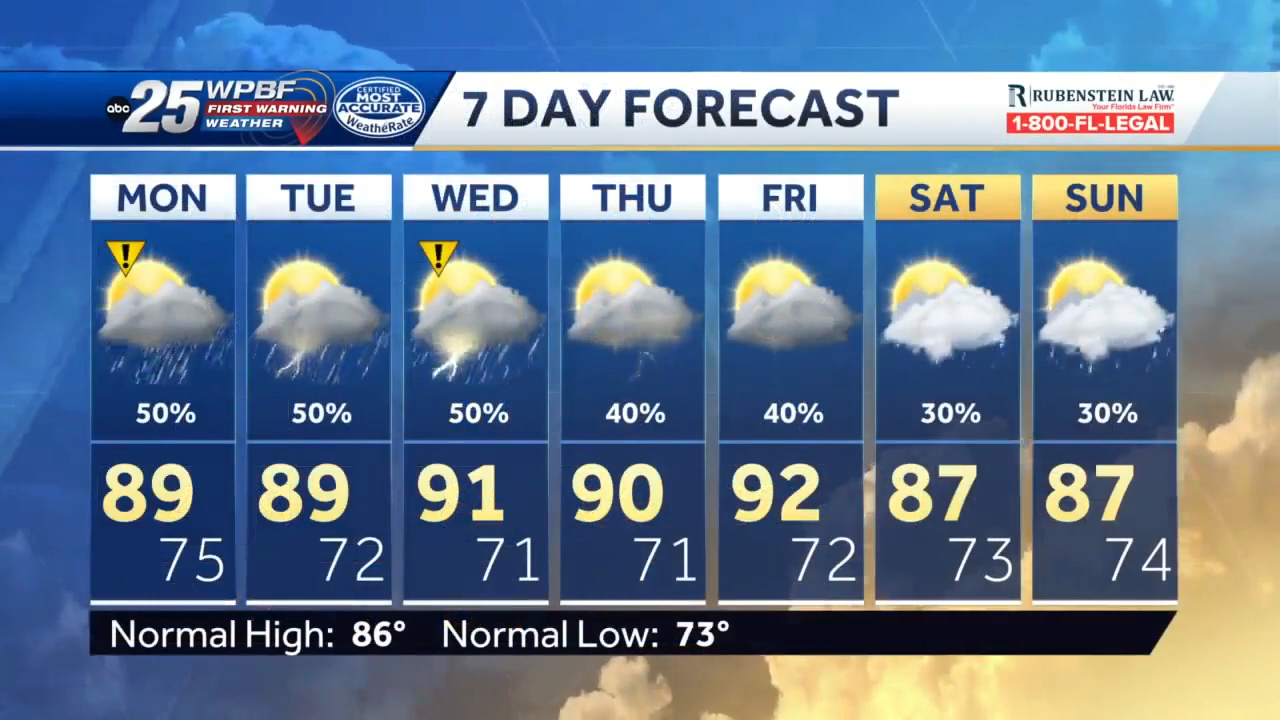 abc 25 WPBF
FIRST WARNING
WEATHER
CERTIFIED
MOST
ACCURATE
WeatheRate
7 DAY FORECAST
R RUBENSTEIN LAW
Your Florida Law Firm
1-800-FL-LEGAL
MON TUE WED THU FRI SAT SUN
! !
50% 50% 50% 40% 40% 30% 30%
89 89 91 90 92 87 87
75 72 71 71 72 73 74
Normal High: 86° Normal Low: 73°